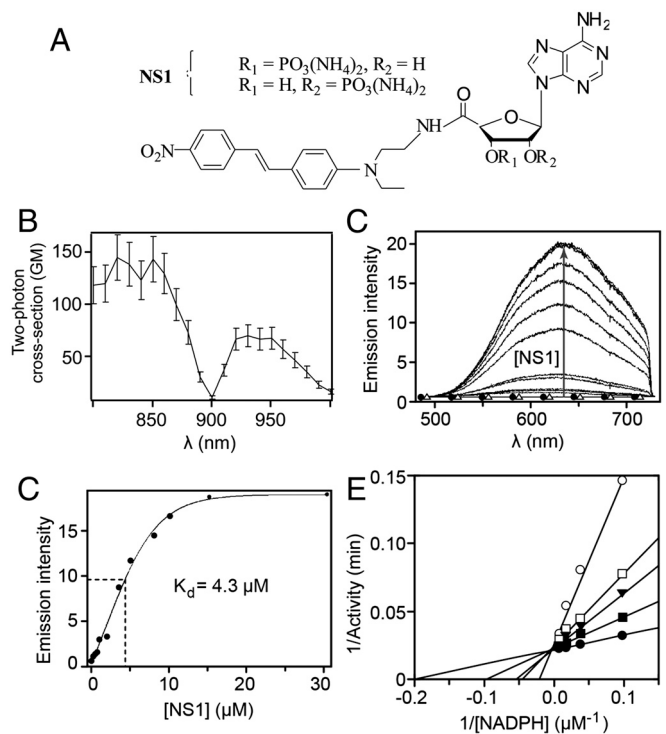 A
NS1
R1 = PO3(NH4)2, R2 = H
R1 = H, R2 = PO3(NH4)2
NH2
N
N
N
N
O
NH
O
OR1
OR2
O2N
N
B
Two-photon
cross-section (GM)
150
100
50
850
900
950
λ (nm)
C
Emission intensity
20
15
10
5
0
[NS1]
500
600
700
λ (nm)
C
Emission intensity
15
10
5
0
Kd = 4.3 μM
0
10
20
30
[NS1] (μM)
E
1/Activity (min)
0.15
0.10
0.05
0.00
-0.2
-0.1
0.0
0.1
1/[NADPH] (μM-1)